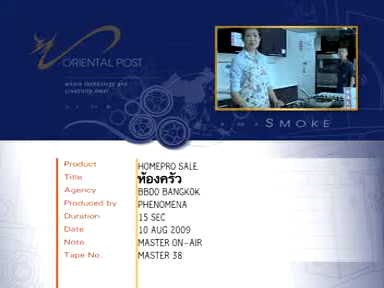 ORIENTAL POST
where technology and
creativity meet
SMOKE
Product HOMEPRO SALE
Title ห้องครัว
Agency BBDO BANGKOK
Produced by PHENOMENA
Duration 15 SEC
Date 10 AUG 2009
Note MASTER ON-AIR
Tape No. MASTER 38